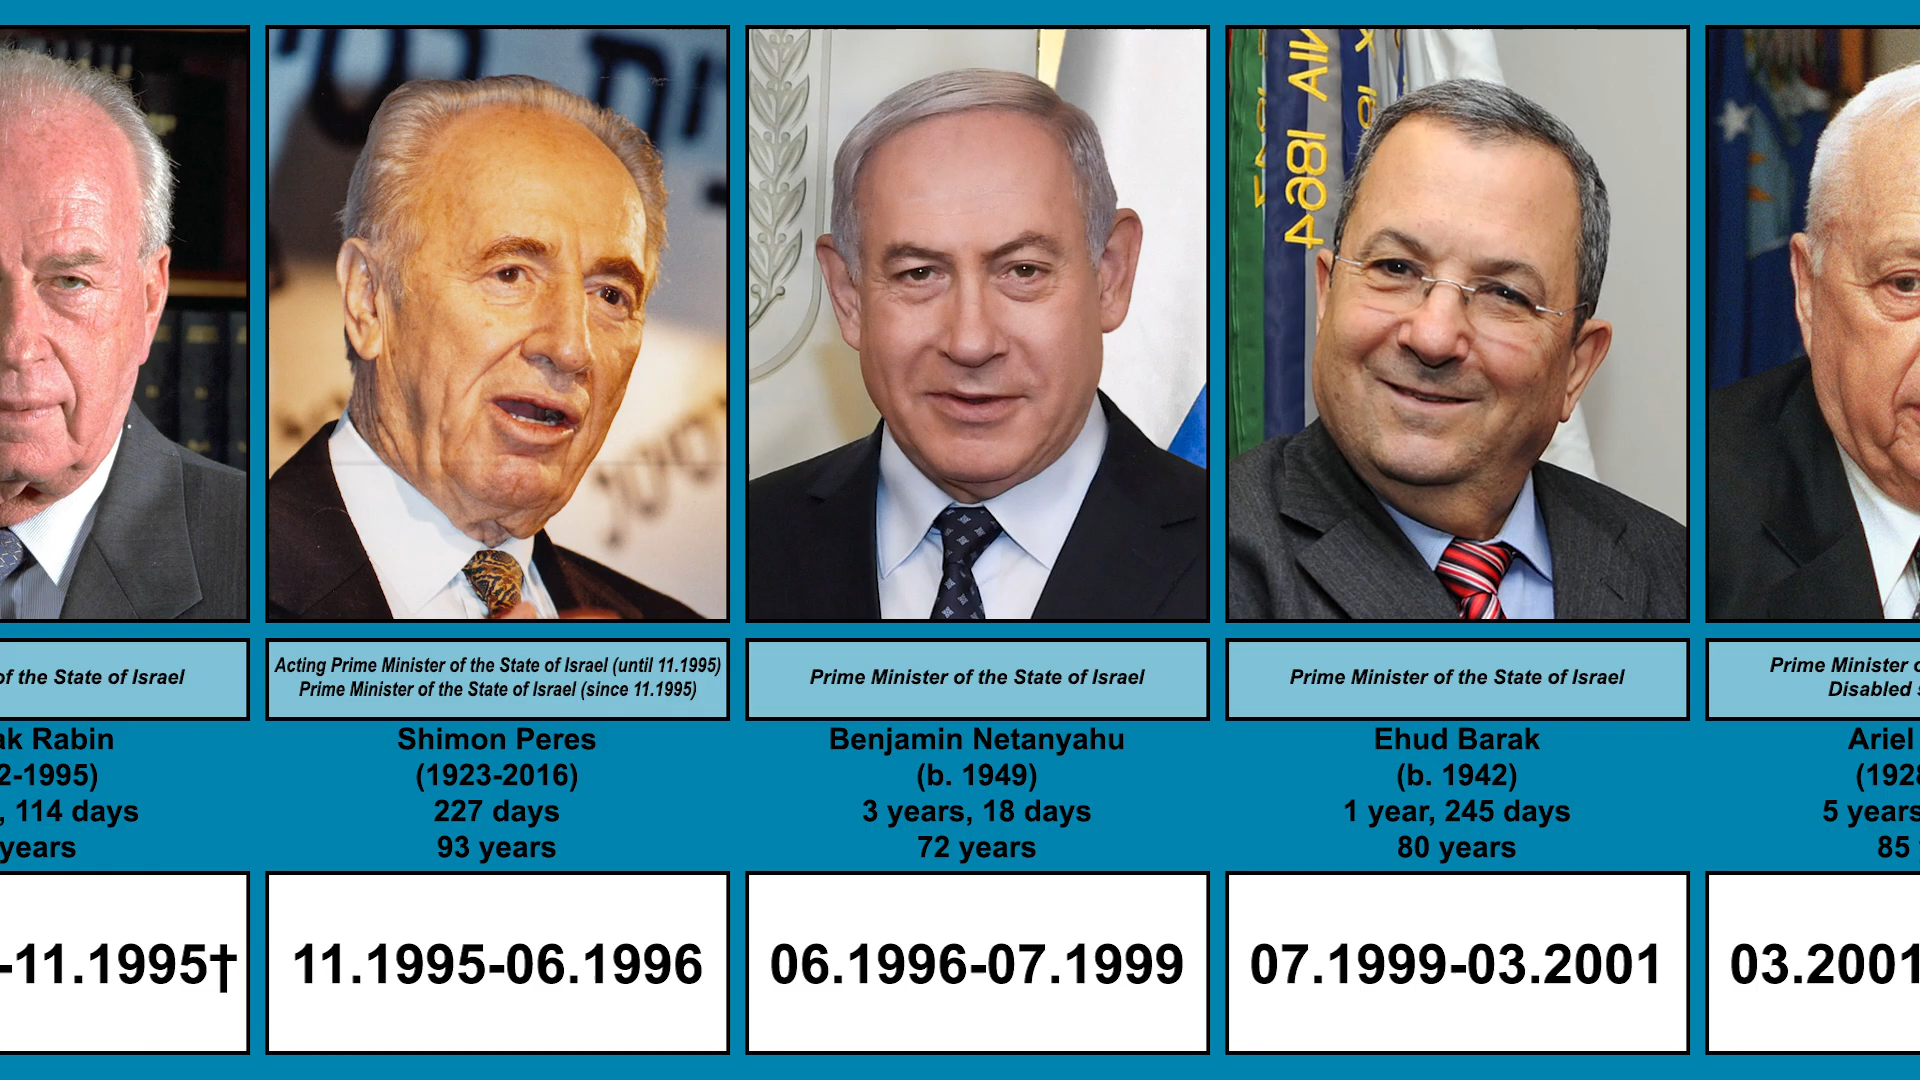 of the State of Israel
ak Rabin
2-1995)
, 114 days
years
-11.1995†
Acting Prime Minister of the State of Israel (until 11.1995)
Prime Minister of the State of Israel (since 11.1995)
Shimon Peres
(1923-2016)
227 days
93 years
11.1995-06.1996
Prime Minister of the State of Israel
Benjamin Netanyahu
(b. 1949)
3 years, 18 days
72 years
06.1996-07.1999
1864
Prime Minister of the State of Israel
Ehud Barak
(b. 1942)
1 year, 245 days
80 years
07.1999-03.2001
Prime Minister
Disabled
Ariel
(1928
5 years
85
03.2001